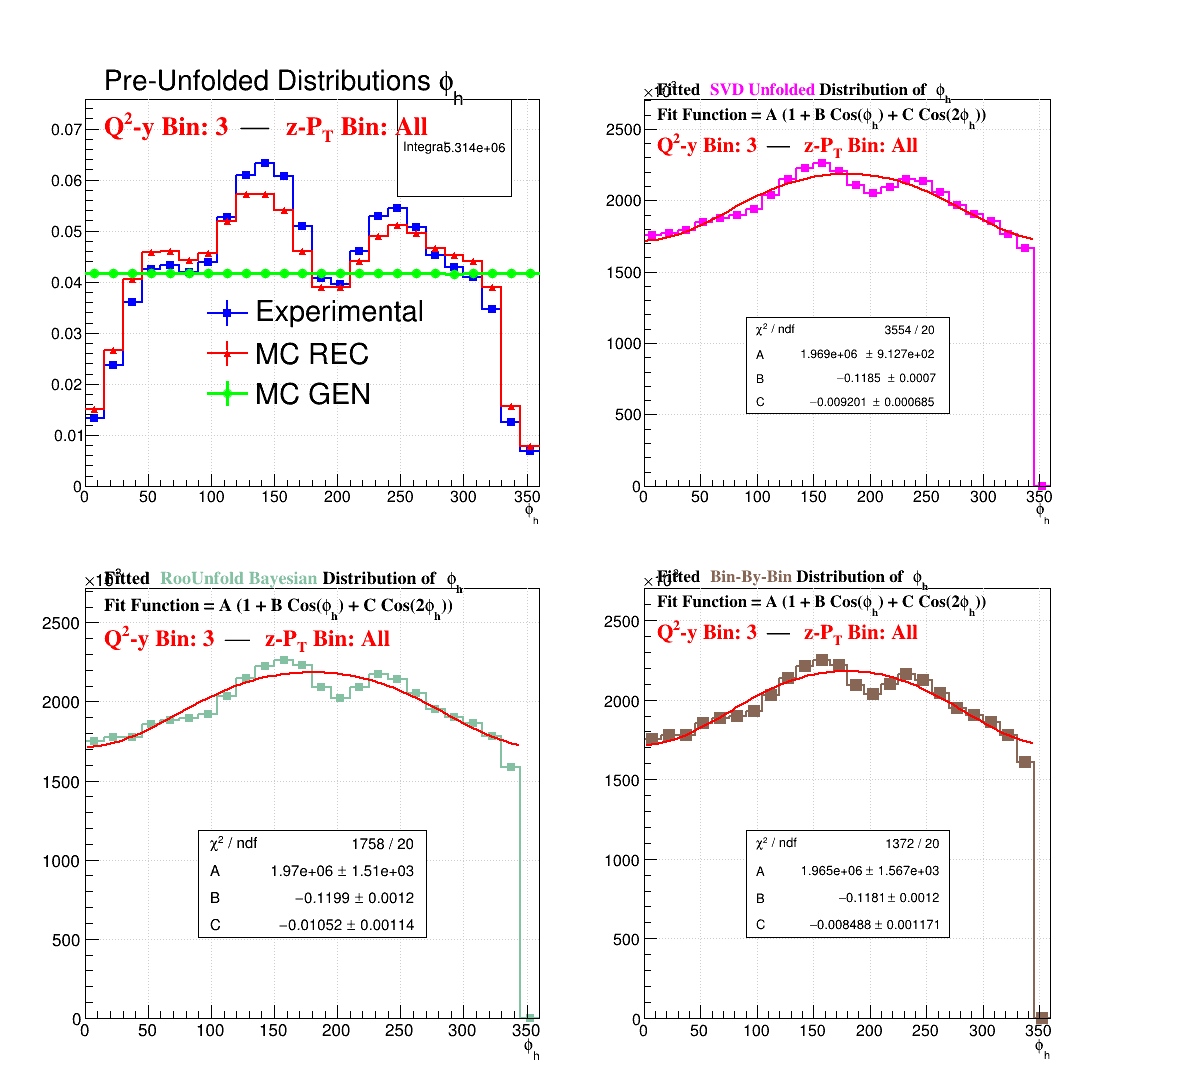 Pre-Unfolded Distributions ϕh
Q²-y Bin: 3 — z-PT Bin: All
Integral 5.314e+06
0.07
0.06
0.05
0.04
0.03
0.02
0.01
0
Experimental
MC REC
MC GEN
0 50 100 150 200 250 300 350
ϕh
Fitted SVD Unfolded Distribution of ϕh
Fit Function = A (1 + B Cos(ϕh) + C Cos(2ϕh))
Q²-y Bin: 3 — z-PT Bin: All
2500
2000
1500
1000
500
0
χ² / ndf 3554 / 20
A 1.969e+06 ± 9.127e+02
B −0.1185 ± 0.0007
C −0.009201 ± 0.000685
0 50 100 150 200 250 300 350
ϕh
Fitted RooUnfold Bayesian Distribution of ϕh
Fit Function = A (1 + B Cos(ϕh) + C Cos(2ϕh))
Q²-y Bin: 3 — z-PT Bin: All
2500
2000
1500
1000
500
0
χ² / ndf 1758 / 20
A 1.97e+06 ± 1.51e+03
B −0.1199 ± 0.0012
C −0.01052 ± 0.00114
0 50 100 150 200 250 300 350
ϕh
Fitted Bin-By-Bin Distribution of ϕh
Fit Function = A (1 + B Cos(ϕh) + C Cos(2ϕh))
Q²-y Bin: 3 — z-PT Bin: All
2500
2000
1500
1000
500
0
χ² / ndf 1372 / 20
A 1.965e+06 ± 1.567e+03
B −0.1181 ± 0.0012
C −0.008488 ± 0.001171
0 50 100 150 200 250 300 350
ϕh